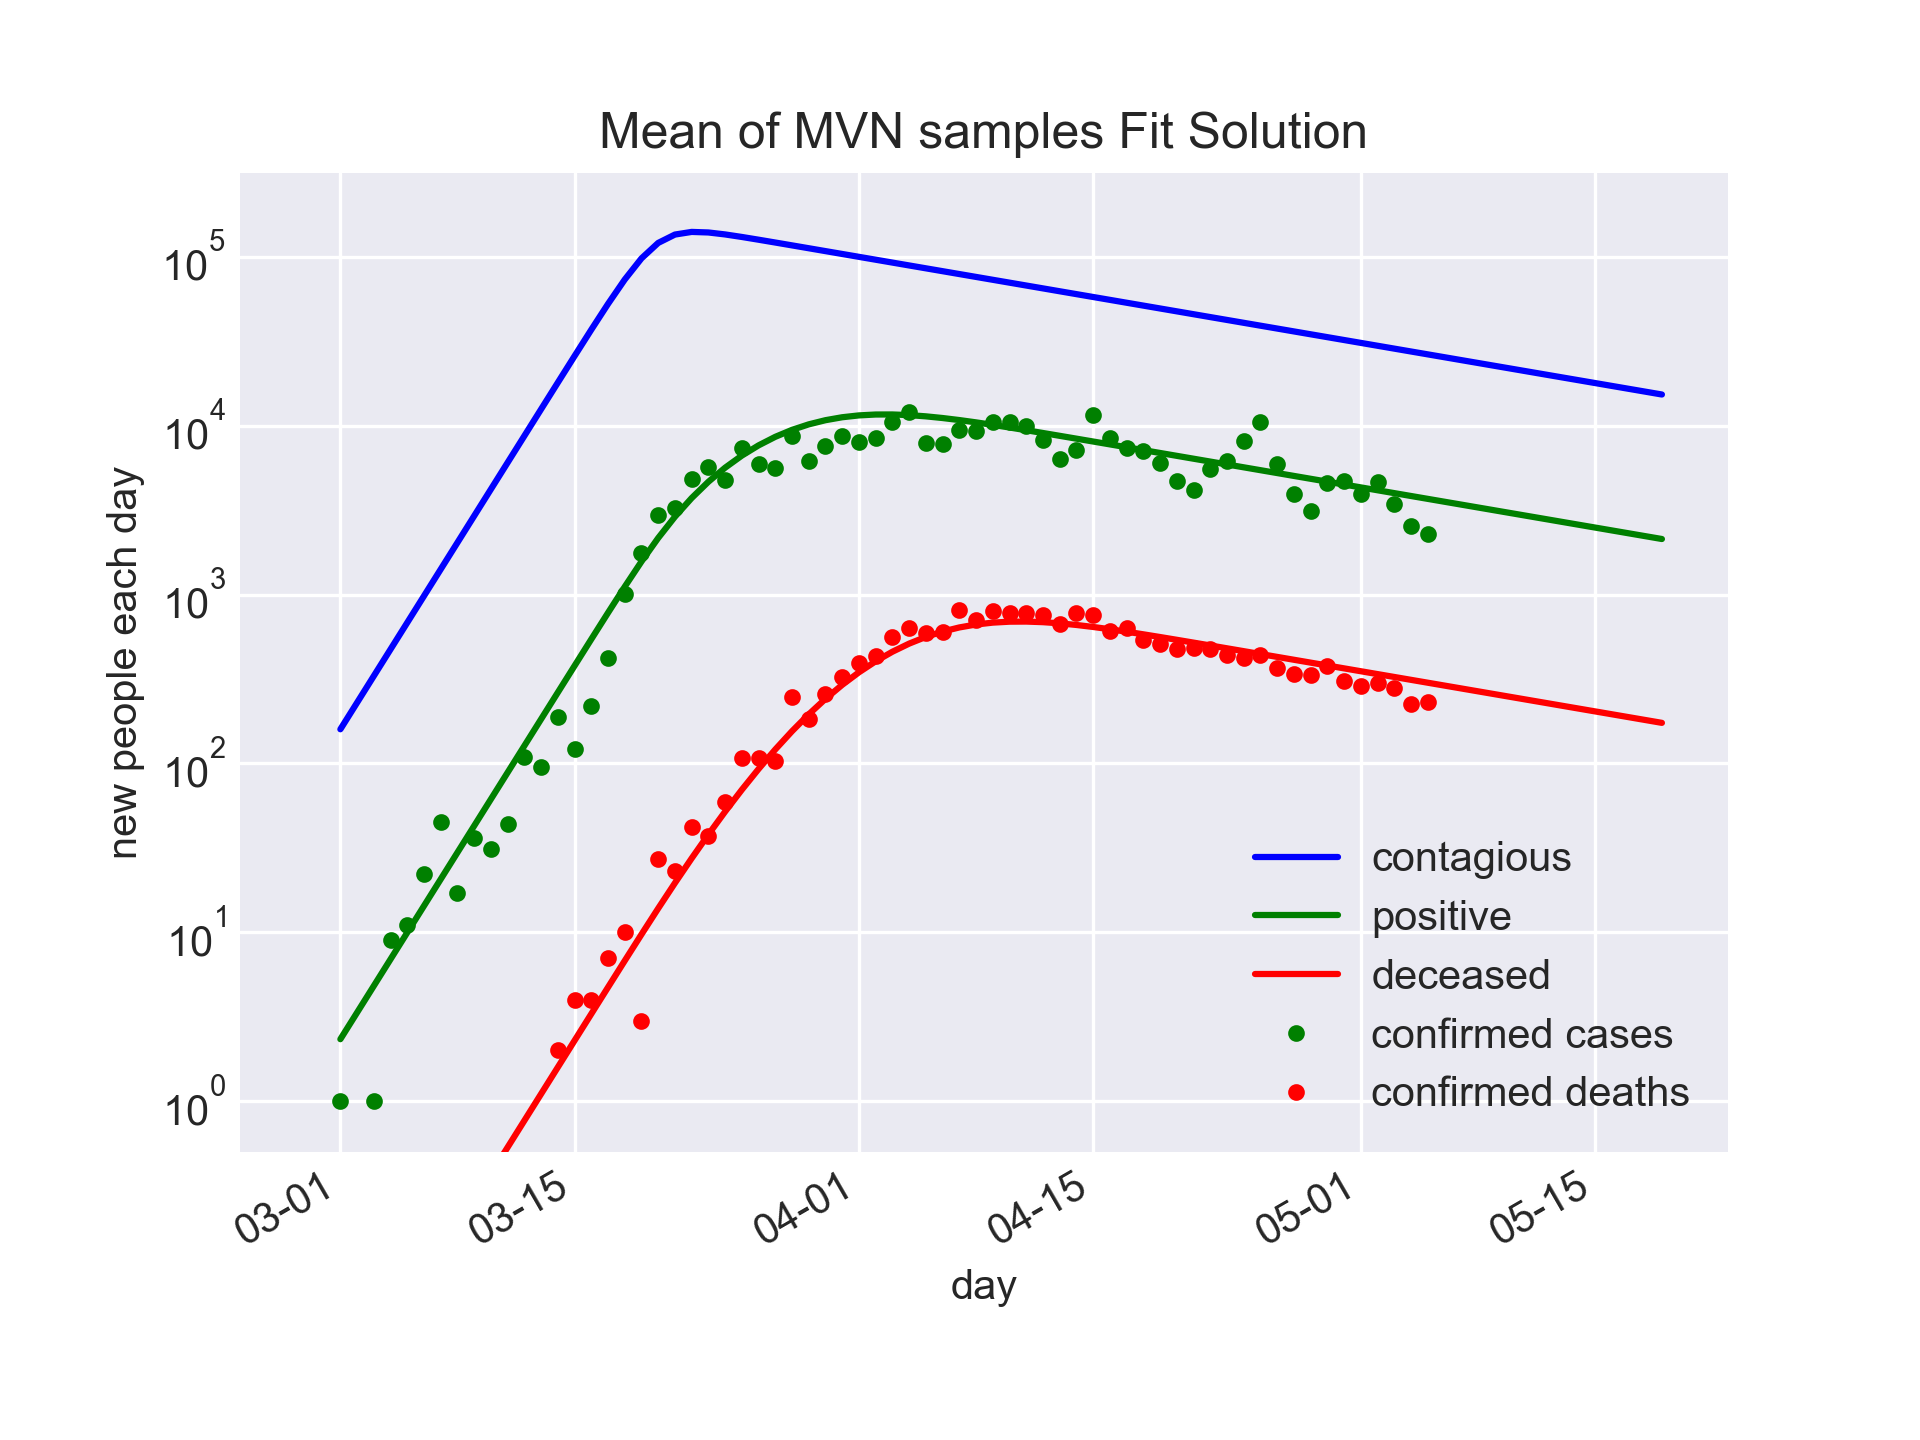 Mean of MVN samples Fit Solution
new people each day
10^5
10^4
10^3
10^2
10^1
10^0
contagious
positive
deceased
confirmed cases
confirmed deaths
03-01
03-15
04-01
04-15
05-01
05-15
day